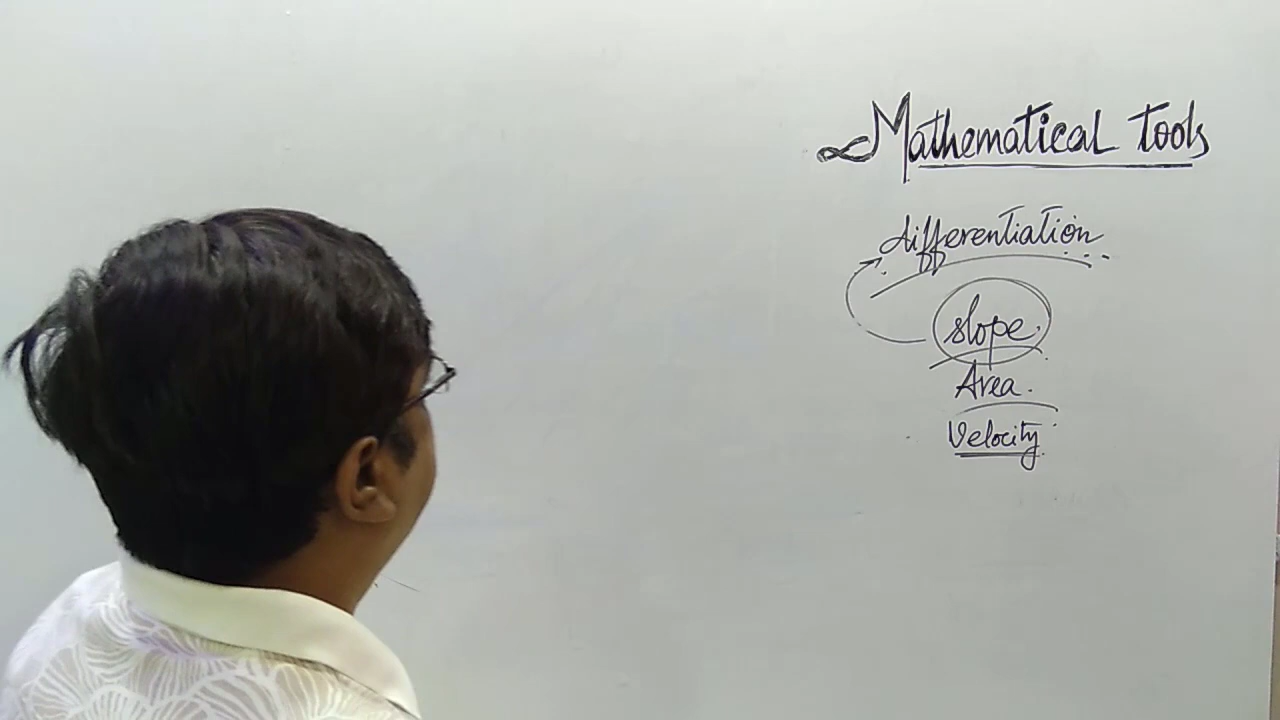 Mathematical Tools
differentiation
slope.
Area.
Velocity